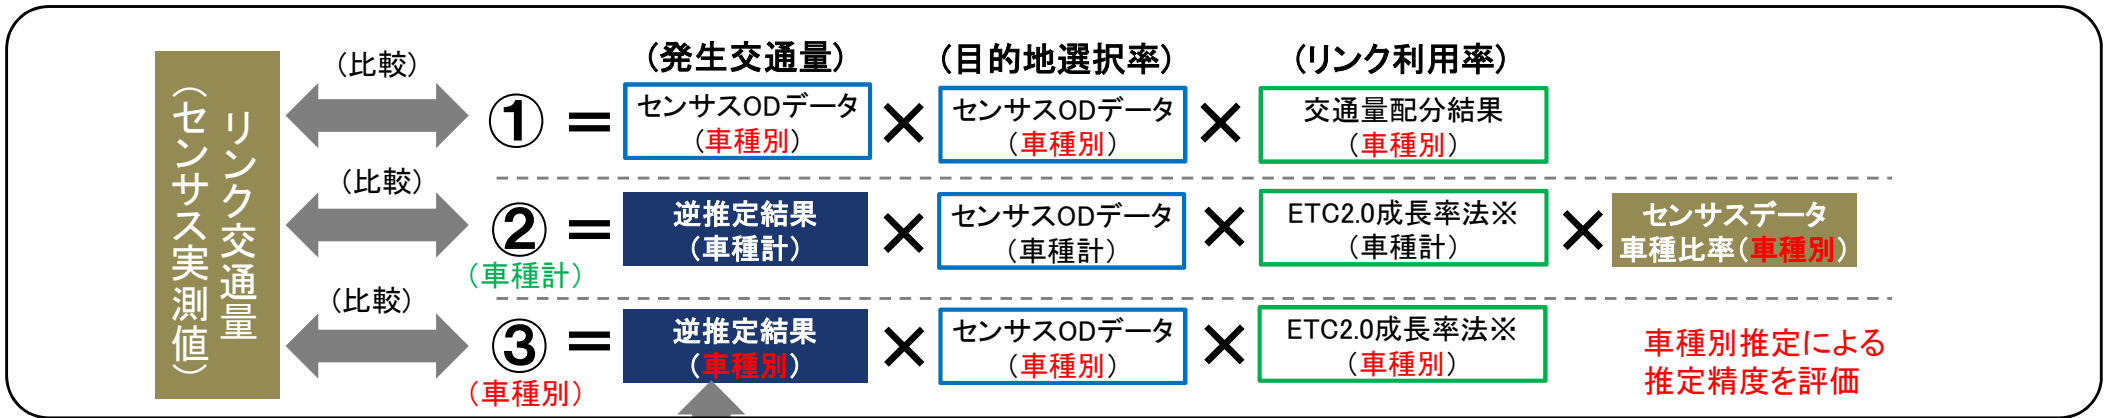 リンク交通量
（センサス実測値）
（比較）
（発生交通量）
（目的地選択率）
（リンク利用率）
①
＝
センサスODデータ
（車種別）
×
センサスODデータ
（車種別）
×
交通量配分結果
（車種別）
（比較）
②
（車種計）
＝
逆推定結果
（車種計）
×
センサスODデータ
（車種計）
×
ETC2.0成長率法※
（車種計）
×
センサスデータ
車種比率（車種別）
（比較）
③
（車種別）
＝
逆推定結果
（車種別）
×
センサスODデータ
（車種別）
×
ETC2.0成長率法※
（車種別）
車種別推定による
推定精度を評価